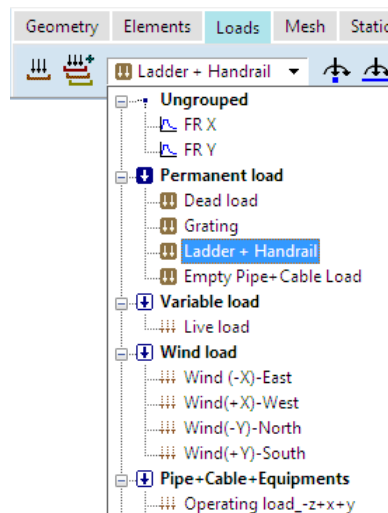 Geometry Elements Loads Mesh Static
Ladder + Handrail
Ungrouped
FR X
FR Y
Permanent load
Dead load
Grating
Ladder + Handrail
Empty Pipe+Cable Load
Variable load
Live load
Wind load
Wind (-X)-East
Wind(+X)-West
Wind(-Y)-North
Wind(+Y)-South
Pipe+Cable+Equipments
Operating load_-z+x+y